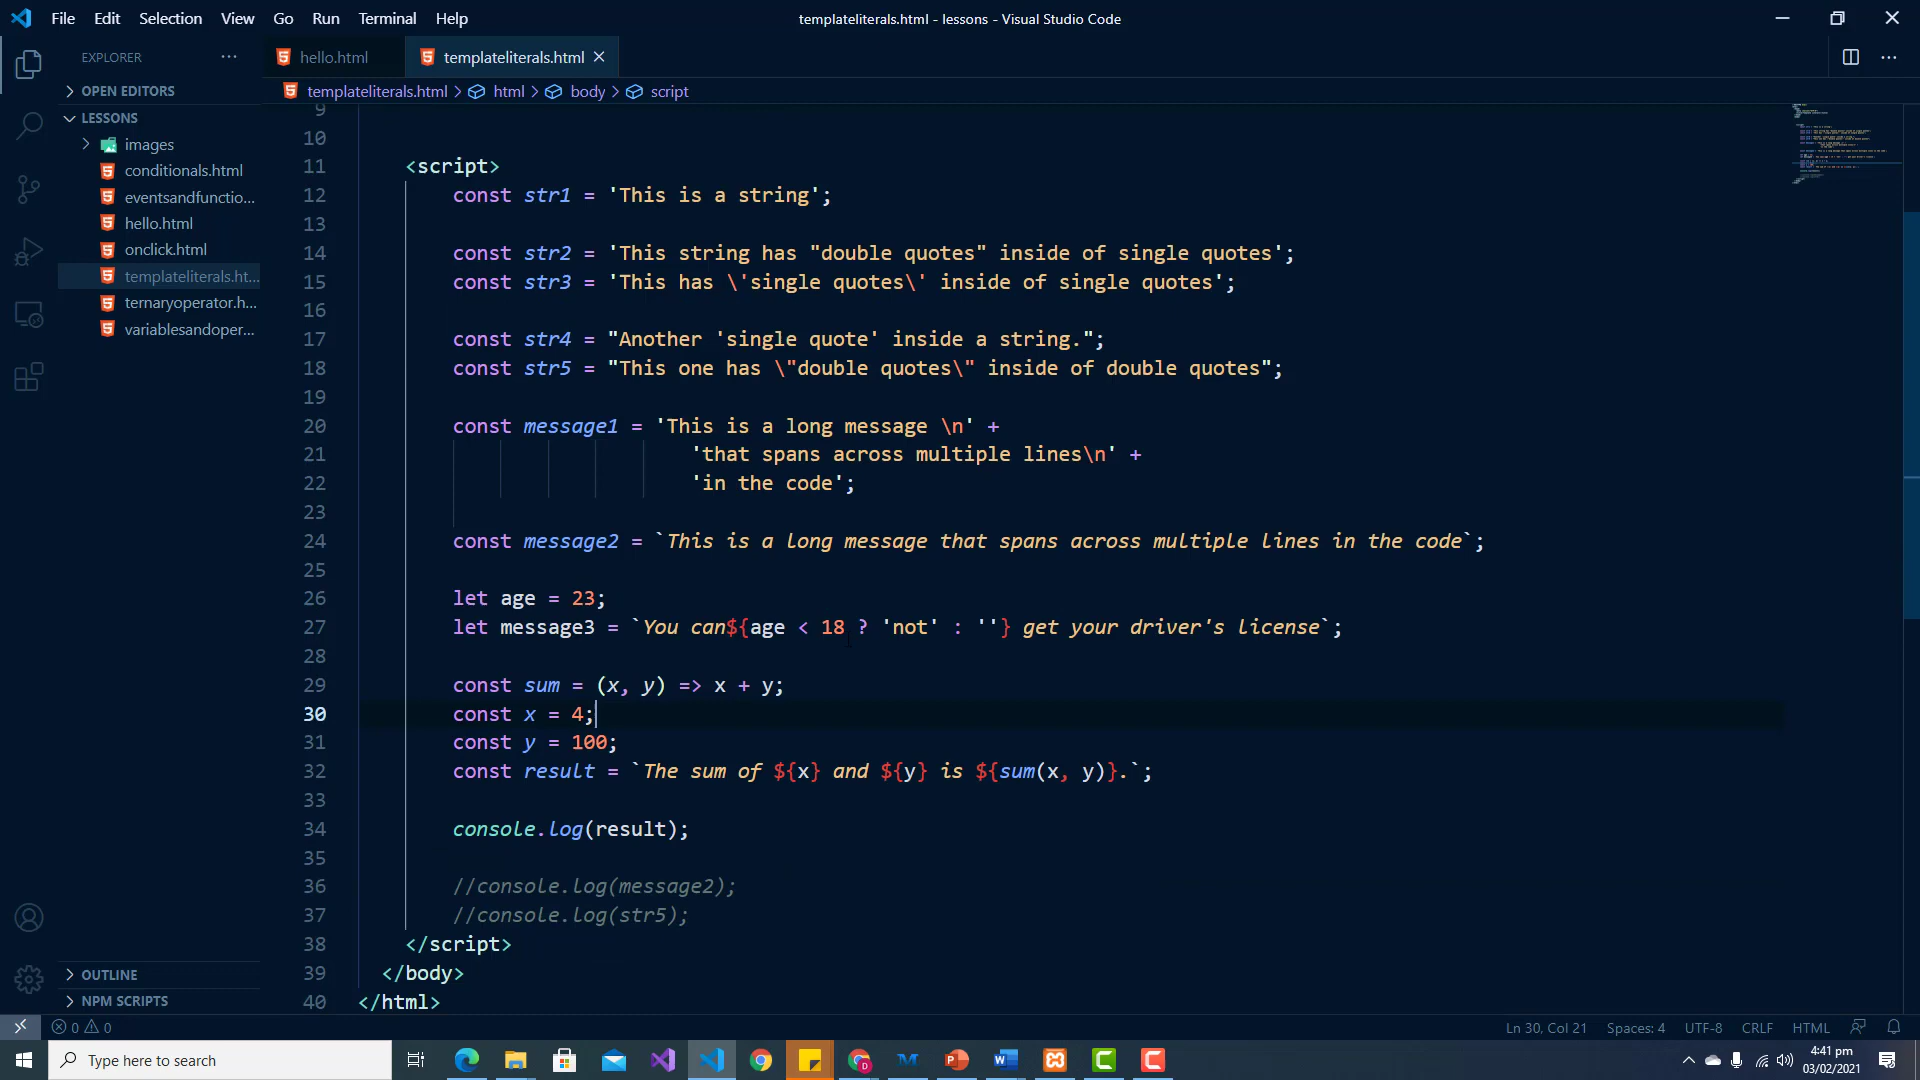 File Edit Selection View Go Run Terminal Help
templateliterals.html - lessons - Visual Studio Code
EXPLORER
OPEN EDITORS
LESSONS
images
conditionals.html
eventsandfunctio...
hello.html
onclick.html
templateliterals.ht...
ternaryoperator.h...
variablesandoper...
OUTLINE
NPM SCRIPTS
hello.html templateliterals.html
templateliterals.html > html > body > script
9
10
11 <script>
12 const str1 = 'This is a string';
13
14 const str2 = 'This string has "double quotes" inside of single quotes';
15 const str3 = 'This has \'single quotes\' inside of single quotes';
16
17 const str4 = "Another 'single quote' inside a string.";
18 const str5 = "This one has \"double quotes\" inside of double quotes";
19
20 const message1 = 'This is a long message \n' +
21 'that spans across multiple lines\n' +
22 'in the code';
23
24 const message2 = `This is a long message that spans across multiple lines in the code`;
25
26 let age = 23;
27 let message3 = `You can${age < 18 ? 'not' : ''} get your driver's license`;
28
29 const sum = (x, y) => x + y;
30 const x = 4;
31 const y = 100;
32 const result = `The sum of ${x} and ${y} is ${sum(x, y)}.`;
33
34 console.log(result);
35
36 //console.log(message2);
37 //console.log(str5);
38 </script>
39 </body>
40 </html>
0 0
Ln 30, Col 21 Spaces: 4 UTF-8 CRLF HTML
Type here to search
4:41 pm
03/02/2021